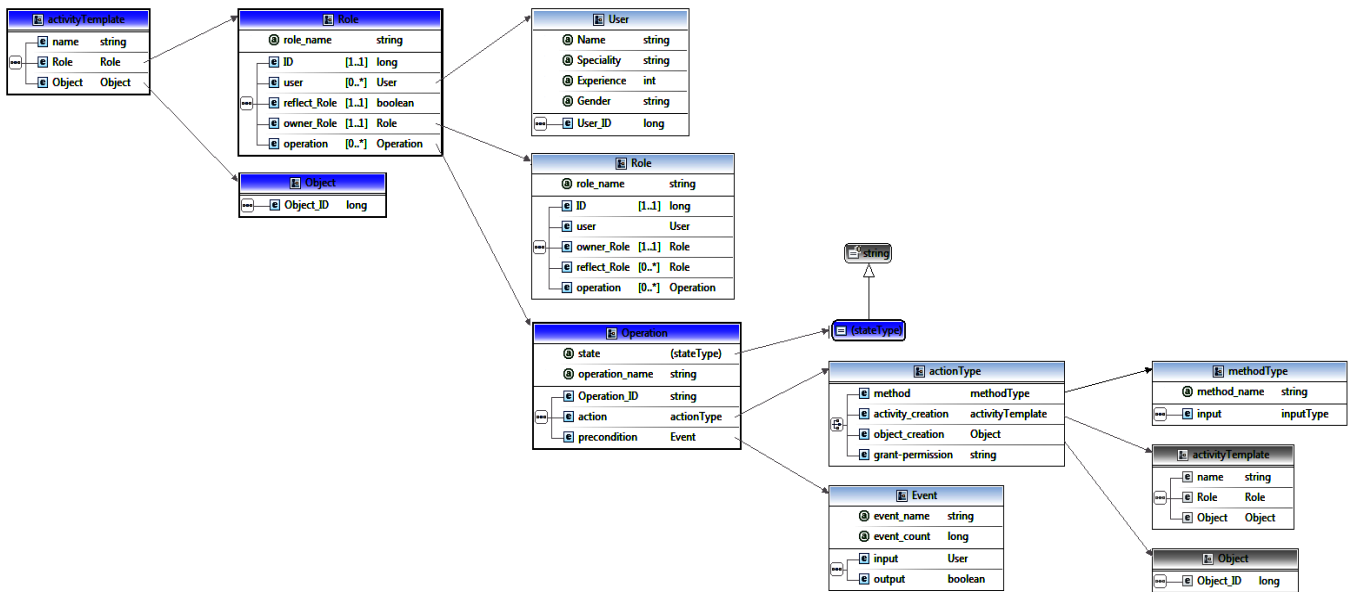 activityTemplate
name string
Role Role
Object Object
Role
role_name string
ID [1..1] long
user [0..*] User
reflect_Role [1..1] boolean
owner_Role [1..1] Role
operation [0..*] Operation
User
Name string
Speciality string
Experience int
Gender string
User_ID long
Object
Object_ID long
Role
role_name string
ID [1..1] long
user User
owner_Role [1..1] Role
reflect_Role [0..*] Role
operation [0..*] Operation
string
(stateType)
Operation
state (stateType)
operation_name string
Operation_ID string
action actionType
precondition Event
actionType
method methodType
activity_creation activityTemplate
object_creation Object
grant-permission string
methodType
method_name string
input inputType
activityTemplate
name string
Role Role
Object Object
Event
event_name string
event_count long
input User
output boolean
Object
Object_ID long